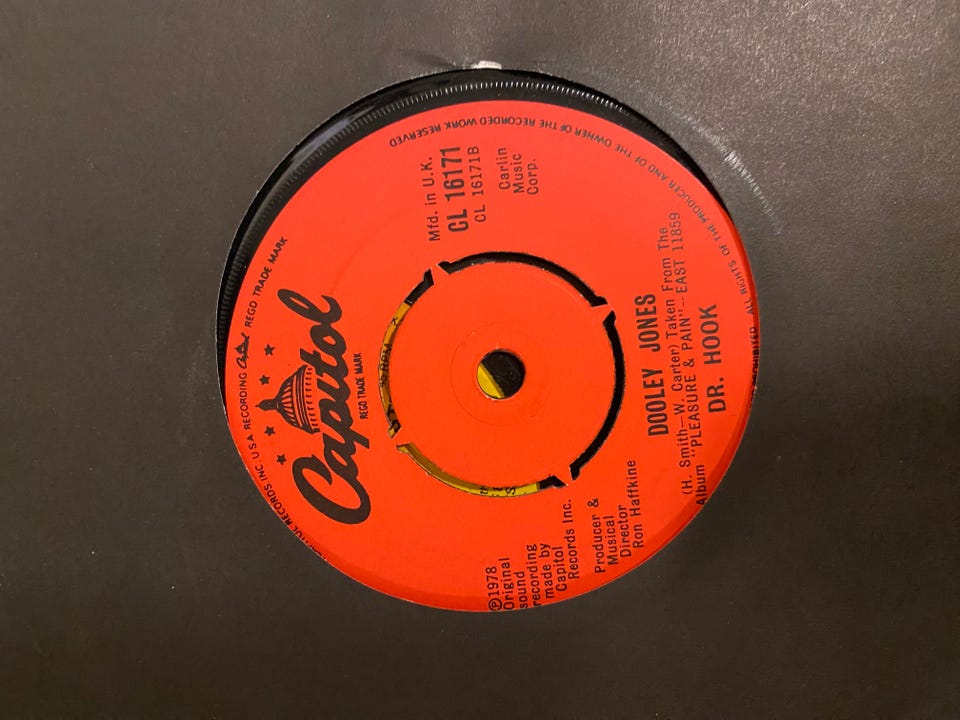 CAPITOL RECORDS, INC. U.S.A. RECORDING REGD TRADE MARK
Capitol
REGD TRADE MARK
Mfd. in U.K.
CL 16171
CL 16171B
Carlin
Music
Corp.
℗1978
Original
sound
recording
made by
Capitol
Records Inc.
Producer &
Musical
Director
Ron Haffkine
DOOLEY JONES
(H. Smith—W. Carter) Taken From The
Album "PLEASURE & PAIN"—EAST 11859
DR. HOOK
ALL RIGHTS OF THE PRODUCER AND OF THE OWNER OF THE RECORDED WORK RESERVED